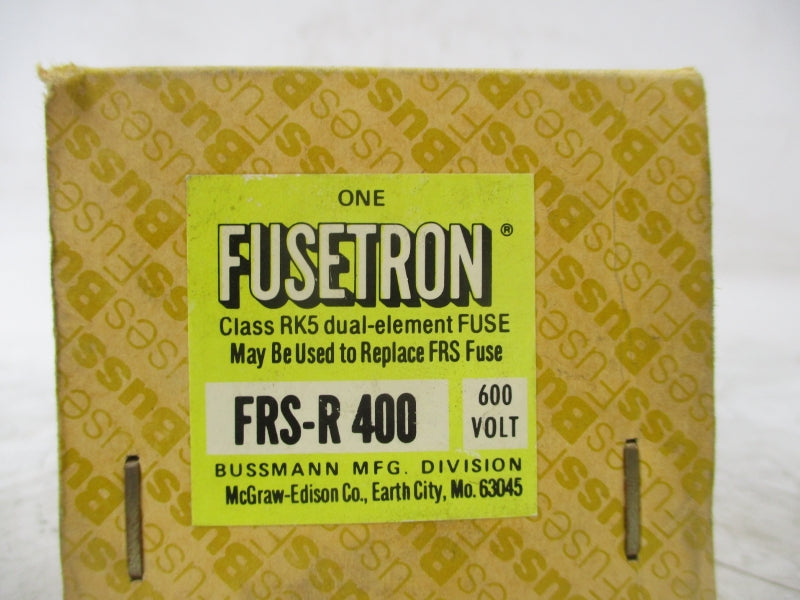 ONE
FUSETRON®
Class RK5 dual-element FUSE
May Be Used to Replace FRS Fuse
FRS-R 400
600
VOLT
BUSSMANN MFG. DIVISION
McGraw-Edison Co., Earth City, Mo. 63045
BussFuses